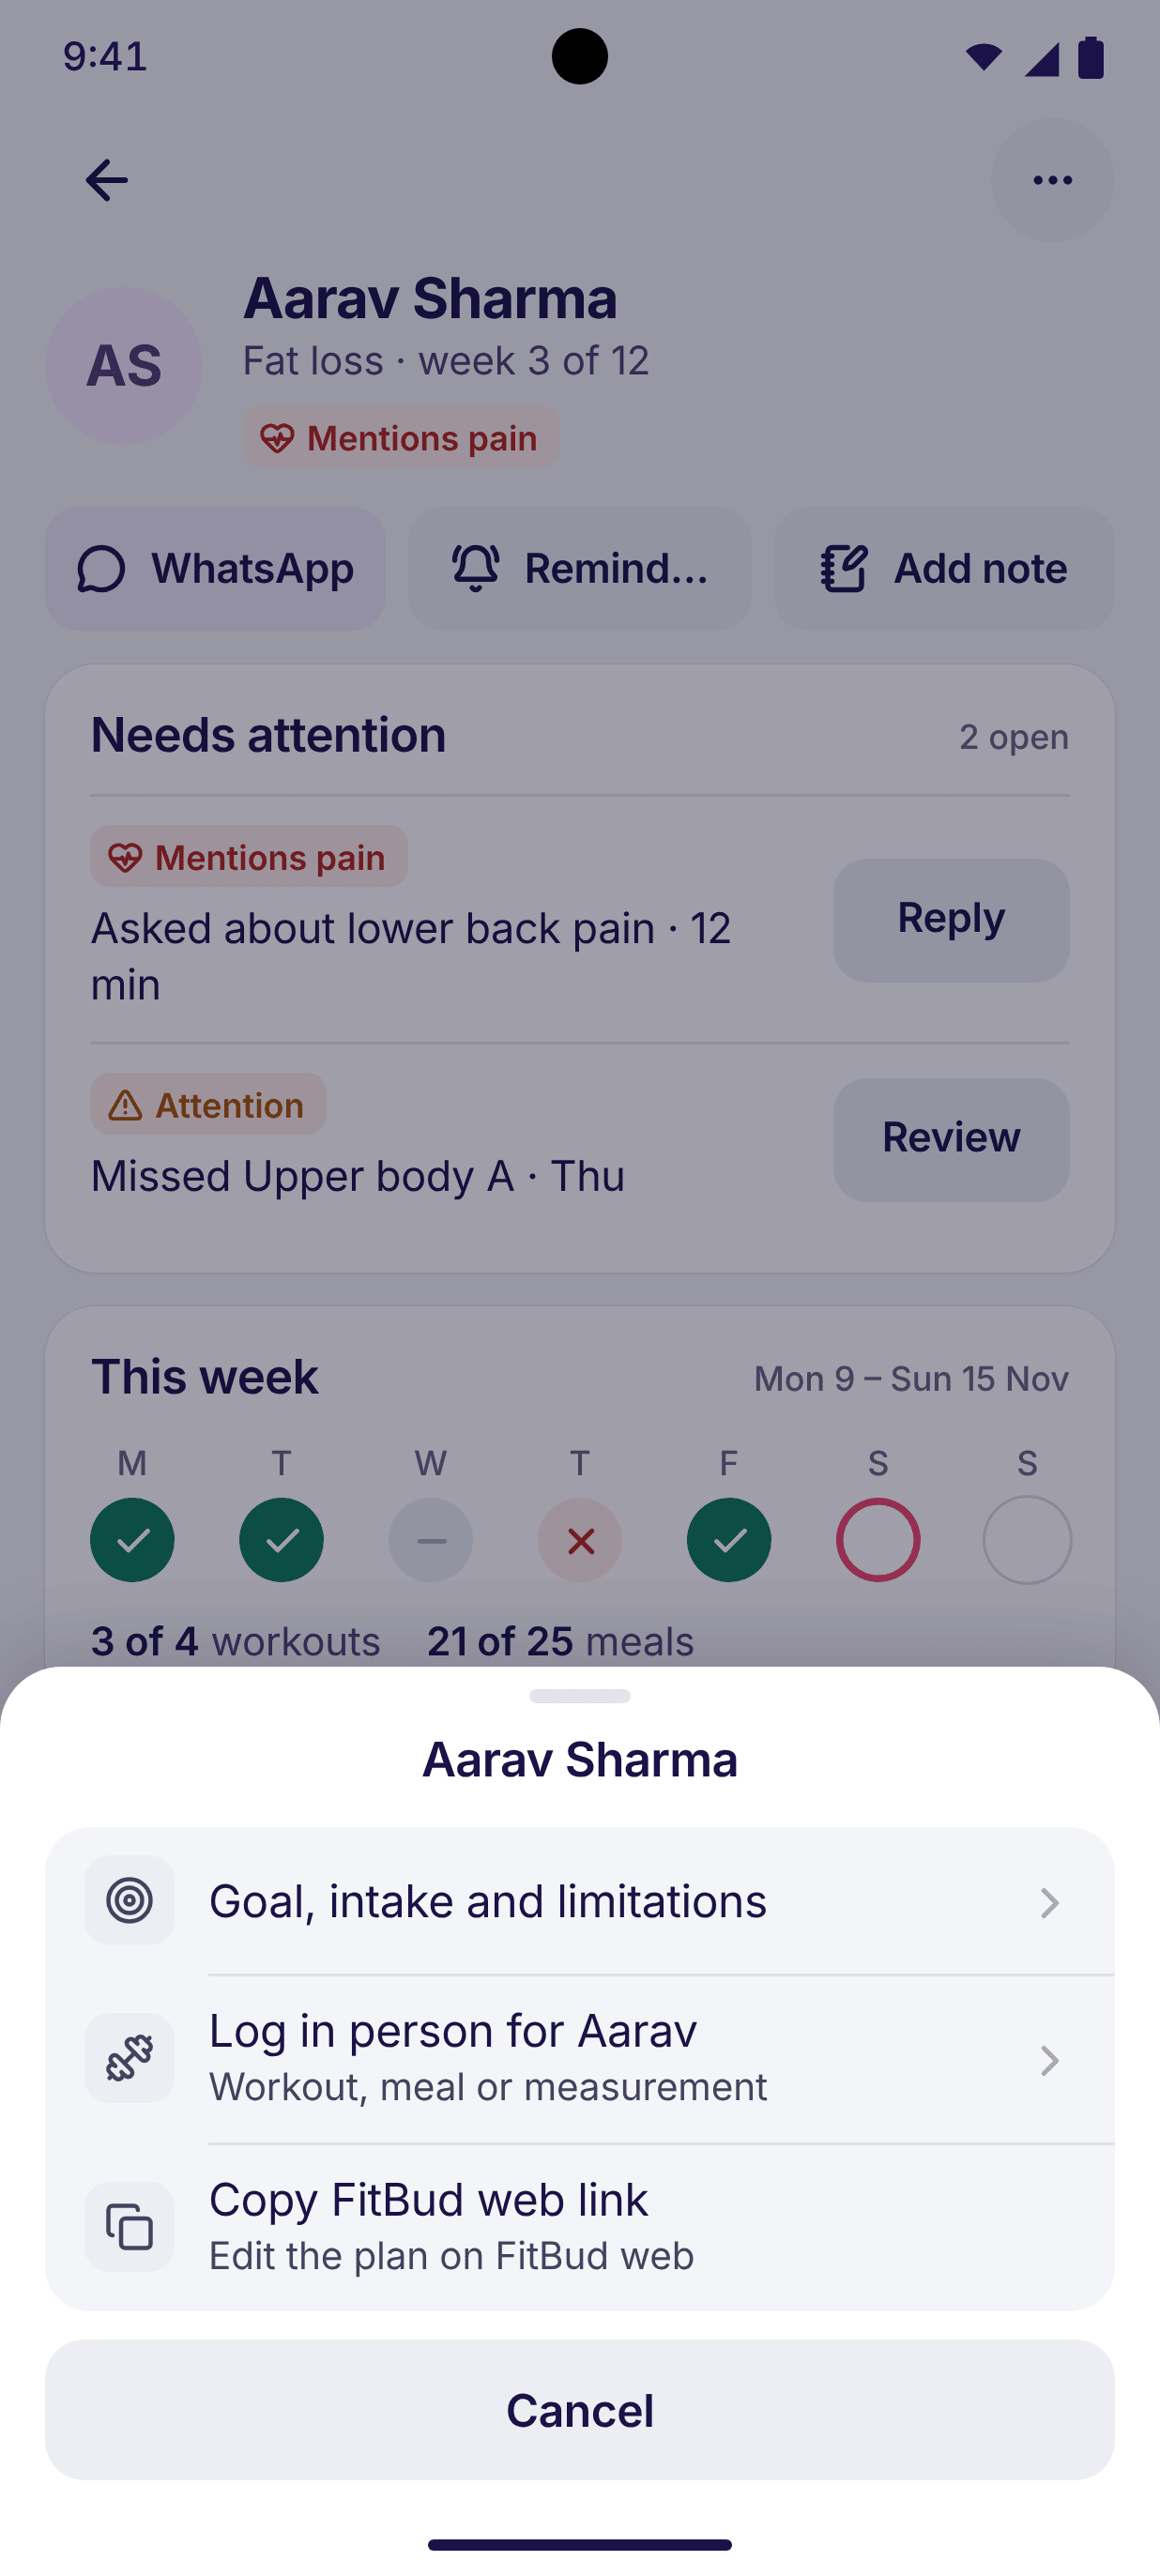 9:41
AS
Aarav Sharma
Fat loss · week 3 of 12
Mentions pain
WhatsApp
Remind...
Add note
Needs attention
2 open
Mentions pain
Asked about lower back pain · 12
min
Reply
Attention
Missed Upper body A · Thu
Review
This week
Mon 9 – Sun 15 Nov
M T W T F S S
3 of 4 workouts 21 of 25 meals
Aarav Sharma
Goal, intake and limitations
Log in person for Aarav
Workout, meal or measurement
Copy FitBud web link
Edit the plan on FitBud web
Cancel